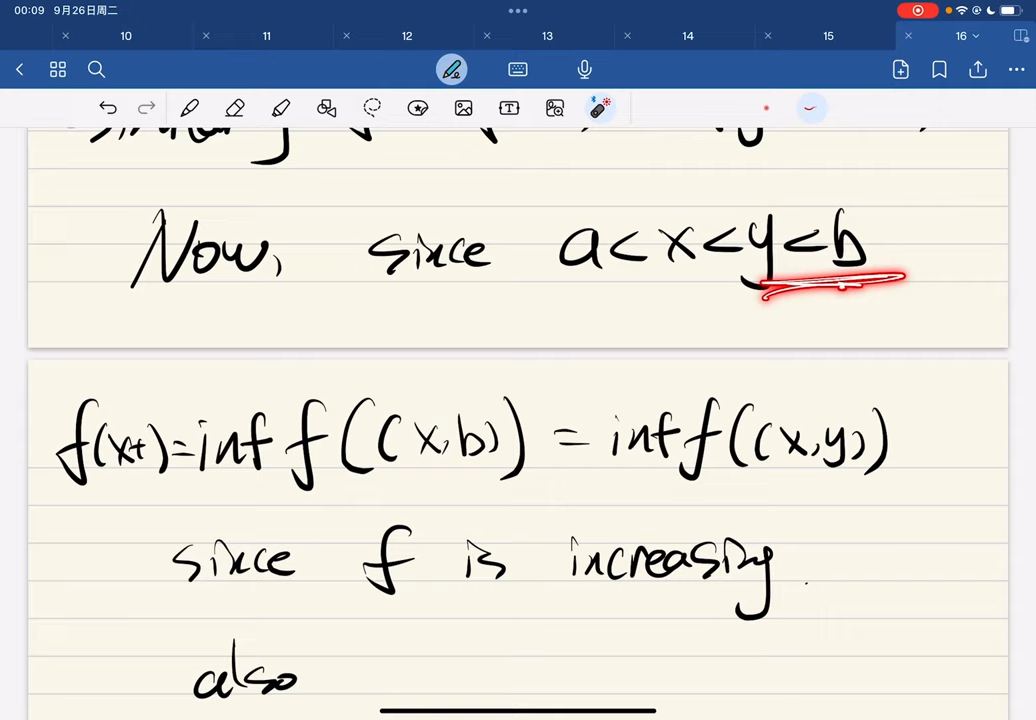 00:09 9月26日周二
10 11 12 13 14 15 16
Now, since a<x<y<b
f(x+)=inf f((x,b)) = inf f((x,y))
since f is increasing.
also